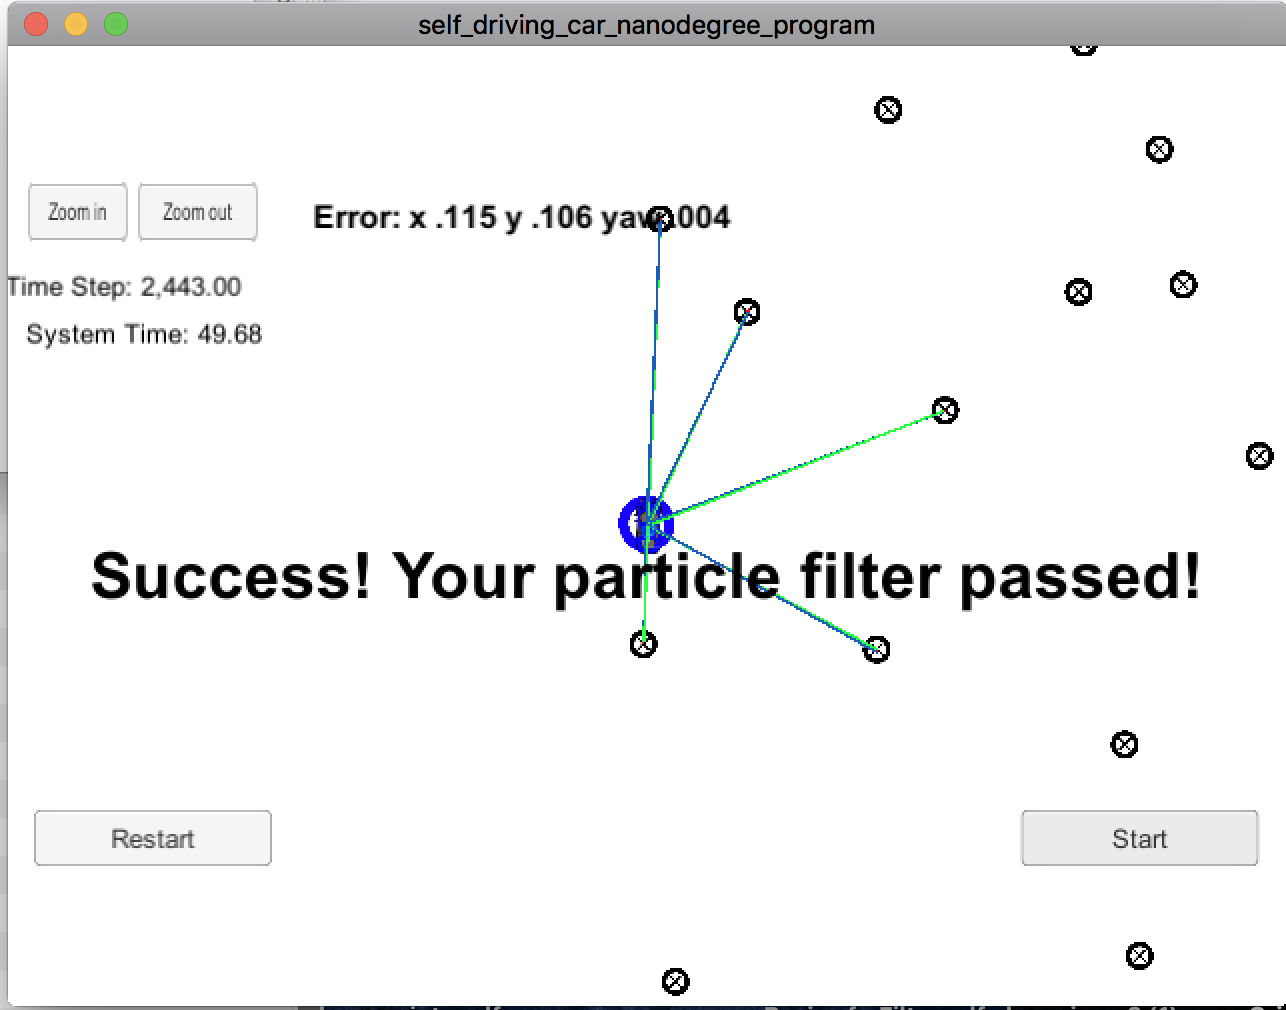 self_driving_car_nanodegree_program
Zoom in
Zoom out
Error: x .115 y .106 yaw .004
Time Step: 2,443.00
System Time: 49.68
Success! Your particle filter passed!
Restart
Start